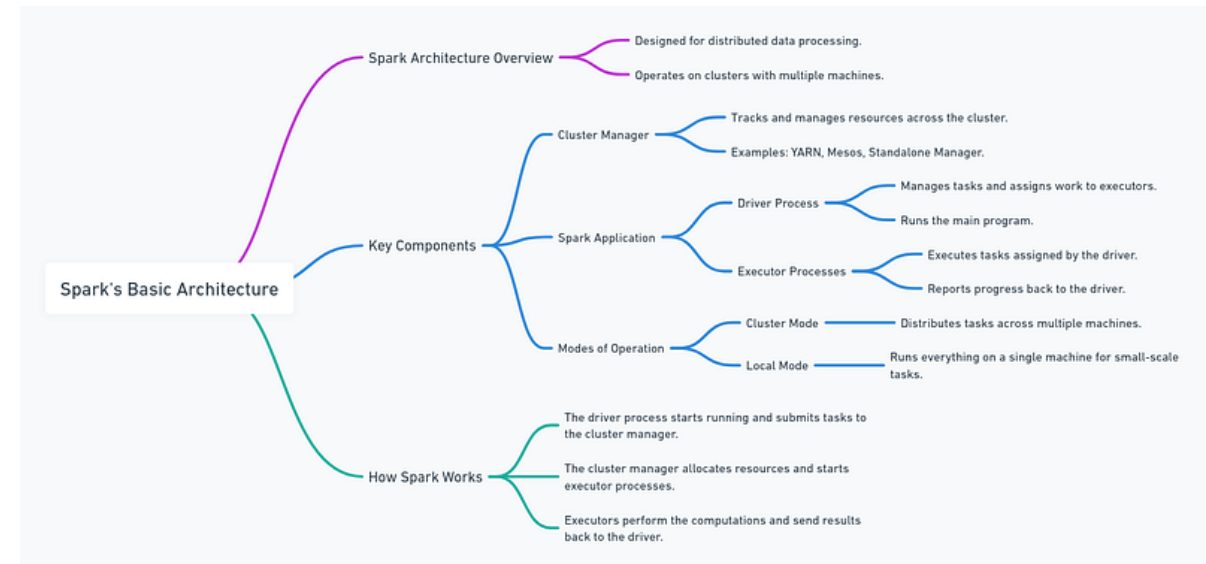 Spark's Basic Architecture
Spark Architecture Overview
Designed for distributed data processing.
Operates on clusters with multiple machines.
Key Components
Cluster Manager
Tracks and manages resources across the cluster.
Examples: YARN, Mesos, Standalone Manager.
Spark Application
Driver Process
Manages tasks and assigns work to executors.
Runs the main program.
Executor Processes
Executes tasks assigned by the driver.
Reports progress back to the driver.
Modes of Operation
Cluster Mode
Distributes tasks across multiple machines.
Local Mode
Runs everything on a single machine for small-scale
tasks.
How Spark Works
The driver process starts running and submits tasks to
the cluster manager.
The cluster manager allocates resources and starts
executor processes.
Executors perform the computations and send results
back to the driver.